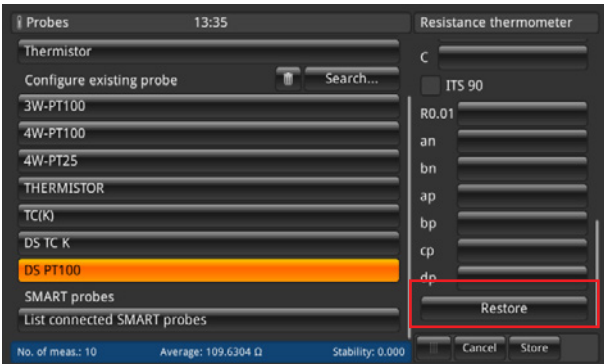 Probes 13:35
Thermistor
Configure existing probe Search...
3W-PT100
4W-PT100
4W-PT25
THERMISTOR
TC(K)
DS TC K
DS PT100
SMART probes
List connected SMART probes
No. of meas.: 10 Average: 109.6304 Ω Stability: 0.000
Resistance thermometer
C
ITS 90
R0.01
an
bn
ap
bp
cp
dp
Restore
Cancel Store